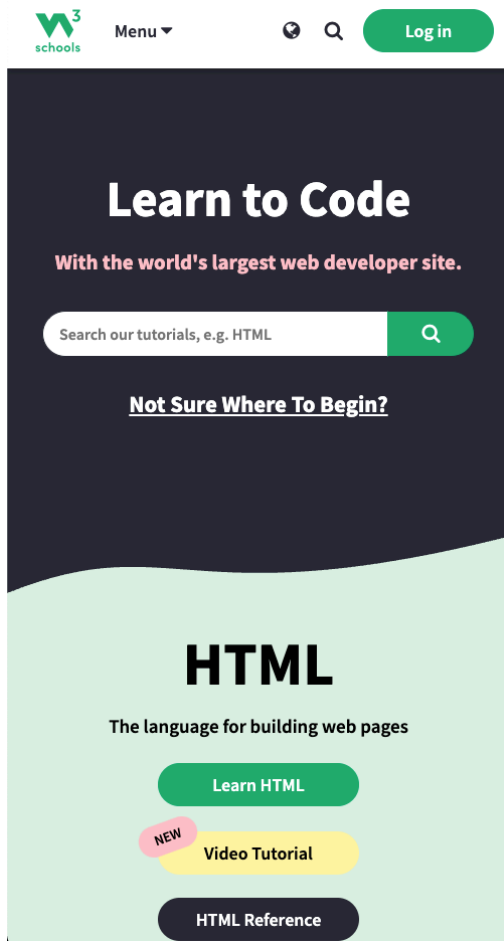 3
schools
Menu
Log in
Learn to Code
With the world's largest web developer site.
Search our tutorials, e.g. HTML
Not Sure Where To Begin?
HTML
The language for building web pages
Learn HTML
NEW
Video Tutorial
HTML Reference